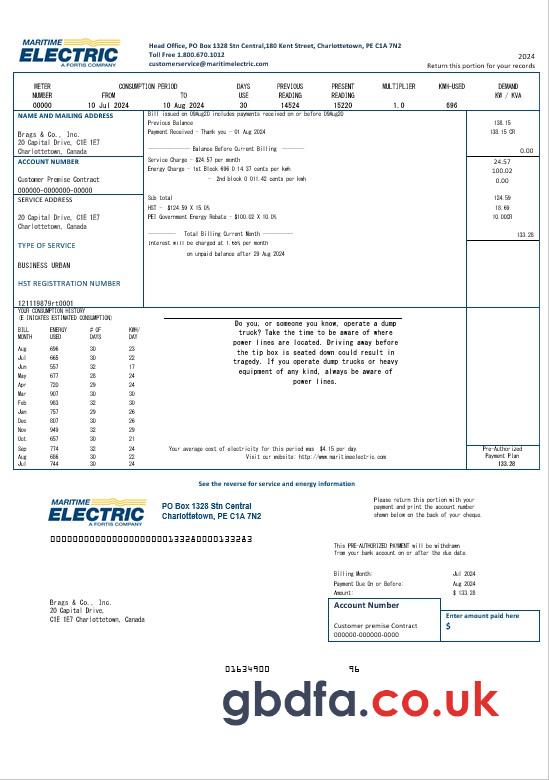 MARITIME
ELECTRIC
A FORTIS COMPANY
Head Office, PO Box 1328 Stn Central,180 Kent Street, Charlottetown, PE C1A 7N2
Toll Free 1.800.670.1012
customerservice@maritimelectric.com
2024
Return this portion for your records
METER CONSUMPTION PERIOD DAYS PREVIOUS PRESENT MULTIPLIER KWH-USED DEMAND
NUMBER FROM TO READING READING KW / KVA
00000 10 Jul 2024 10 Aug 2024 30 14524 15220 1.0 696
NAME AND MAILING ADDRESS
Brags & Co., Inc.
20 Capital Drive, C1E 1E7
Charlottetown, Canada
ACCOUNT NUMBER
Customer Premise Contract
000000-0000000-00000
SERVICE ADDRESS
20 Capital Drive, C1E 1E7
Charlottetown, Canada
TYPE OF SERVICE
BUSINESS URBAN
HST REGISTTRATION NUMBER
121119879rt0001
Bill issued on 09Aug20 includes payments received on or before 09Aug20
Previous Balance 138.15
Payment Received - Thank you - 01 Aug 2024 138.15 CR
Balance Before Current Billing 0.00
Service Charge - $24.57 per month 24.57
Energy Charge - 1st Block 696 @ 14.37 cents per kwh 100.02
- 2nd block 0 @11.42 cents per kwh 0.00
Sub total 124.59
HST - $124.59 X 15.0% 18.69
PEI Government Energy Rebate - $100.02 X 10.0% 10.00CR
Total Billing Current Month 133.28
Interest will be charged at per month
on unpaid balance after 29 Aug 2024
YOUR CONSUMPTION HISTORY
(E INICATES ESTIMATED CONSUMPTION)
BILL ENERGY # OF KWH/
MONTH USED DAYS DAY
Aug 696 30 23
Jul 665 30 22
Jun 557 32 17
May 677 28 24
Apr 720 29 24
Mar 907 30 30
Feb 983 32 30
Jan 757 29 26
Dec 807 30 26
Nov 949 32 29
Oct 657 30 21
Sep 774 32 24
Aug 686 30 22
Jul 744 30 24
Do you, or someone you know, operate a dump
truck? Take the time to be aware of where
power lines are located. Driving away before
the tip box is seated down could result in
tragedy. If you operate dump trucks or heavy
equipment of any kind, always be aware of
power lines.
Your average cost of electricity for this period was $4.15 per day
Visit our website: http://www.maritimeelectric.com
Pre-Authorized
Payment Plan
133.28
See the reverse for service and energy information
MARITIME
ELECTRIC
A FORTIS COMPANY
PO Box 1328 Stn Central
Charlottetown, PE C1A 7N2
Please return this portion with your
payment and print the account number
shown below on the back of your cheque.
This PRE-AUTHORIZED PAYMENT will be withdrawn
from your bank account on or after the due date.
Billing Month: Jul 2024
Payment Due On or Before: Aug 2024
Amount: $ 133.28
Brags & Co., Inc.
20 Capital Drive,
C1E 1E7 Charlottetown, Canada
Account Number
Customer premise Contract
000000-000000-0000
Enter amount paid here
$
01634900 96
gbdfa.co.uk